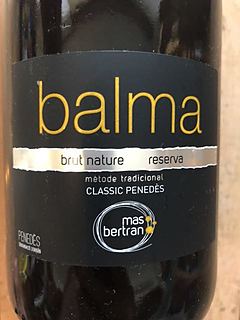 balma
brut nature reserva
mètode tradicional
CLASSIC PENEDÈS
mas
bertran
PENEDÈS